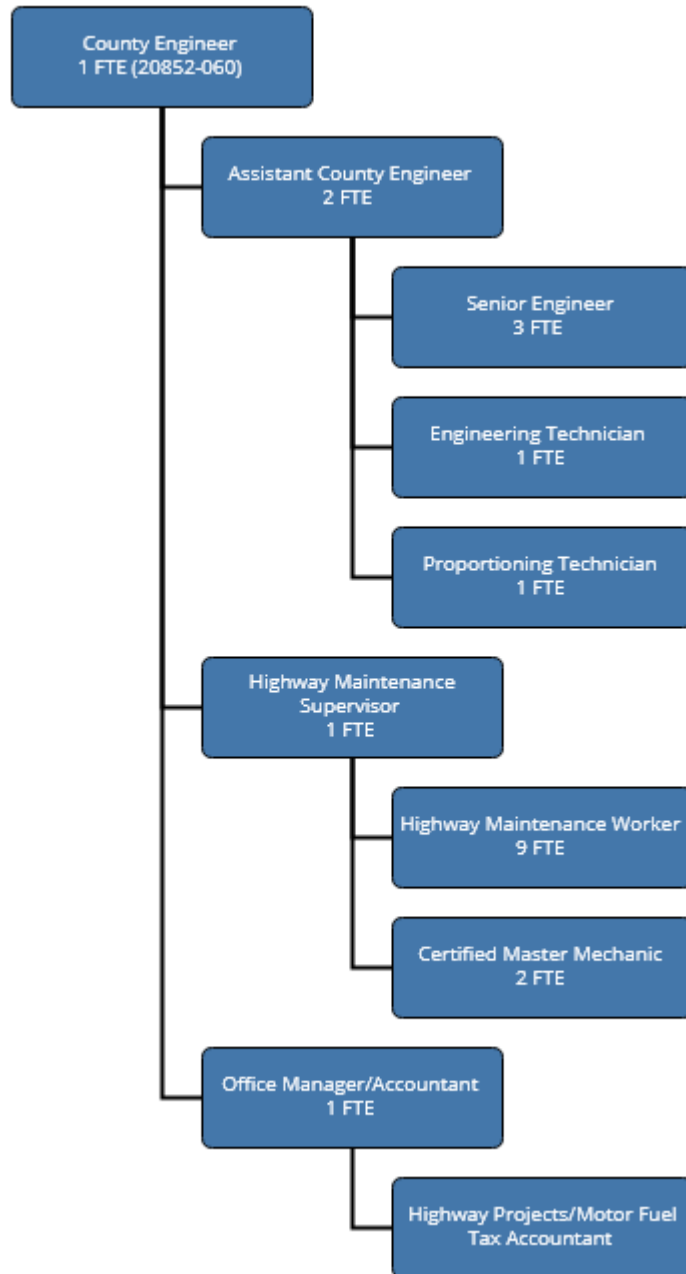 County Engineer
1 FTE (20852-060)
Assistant County Engineer
2 FTE
Senior Engineer
3 FTE
Engineering Technician
1 FTE
Proportioning Technician
1 FTE
Highway Maintenance
Supervisor
1 FTE
Highway Maintenance Worker
9 FTE
Certified Master Mechanic
2 FTE
Office Manager/Accountant
1 FTE
Highway Projects/Motor Fuel
Tax Accountant